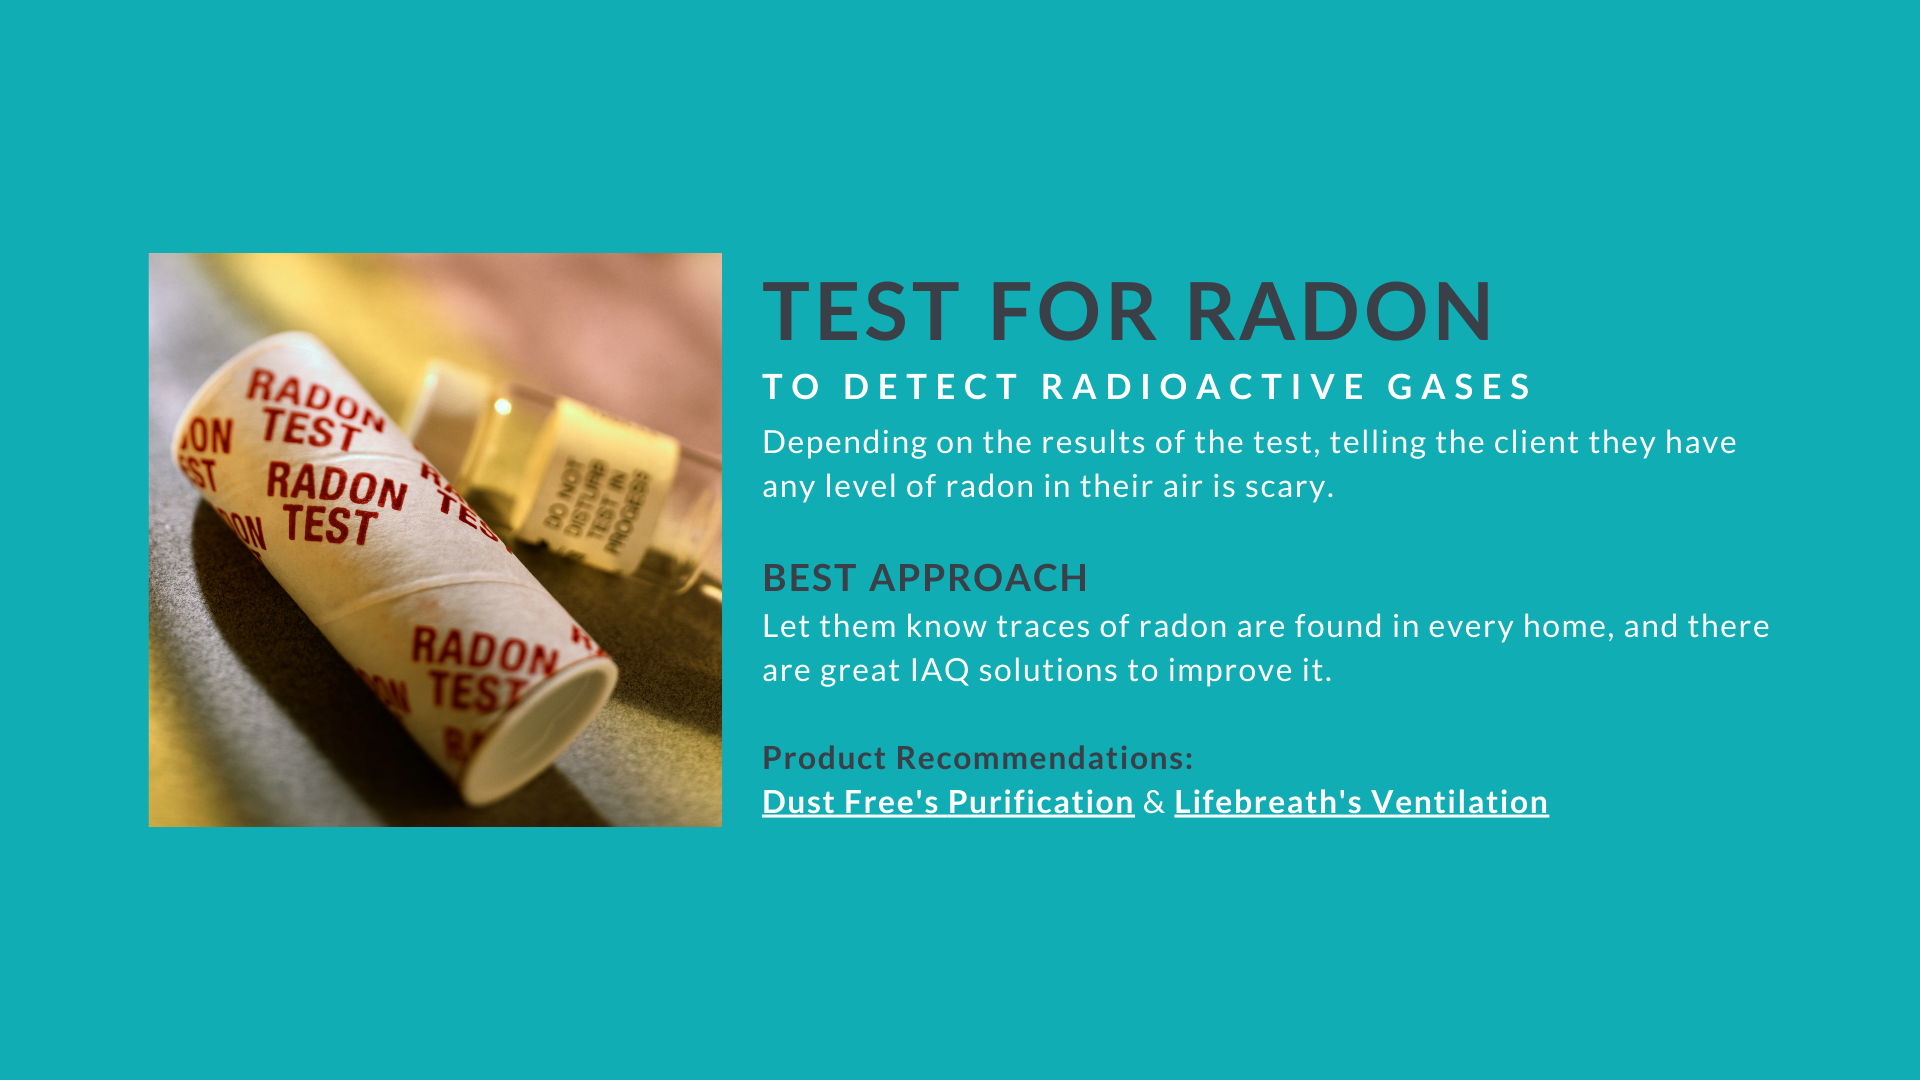 TEST FOR RADON
TO DETECT RADIOACTIVE GASES
Depending on the results of the test, telling the client they have
any level of radon in their air is scary.
BEST APPROACH
Let them know traces of radon are found in every home, and there
are great IAQ solutions to improve it.
Product Recommendations:
Dust Free's Purification & Lifebreath's Ventilation
RADON
TEST
RADON
TEST
RADON
TEST
DO NOT
DISTURB
TEST IN
PROGESS